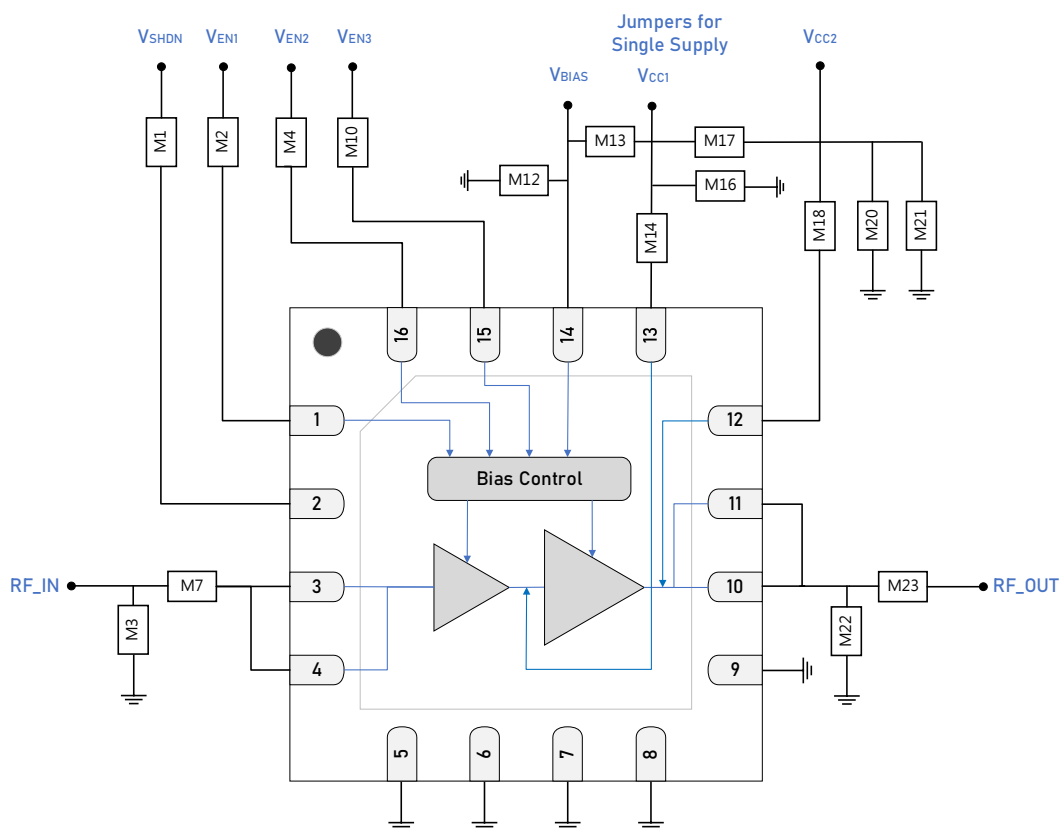 Jumpers for
Single Supply
VSHDN
VEN1
VEN2
VEN3
VBIAS
VCC1
VCC2
M1
M2
M4
M10
M13
M17
M12
M16
M14
M18
M20
M21
16
15
14
13
1
12
Bias Control
2
11
RF_IN
M7
3
10
M23
RF_OUT
M3
M22
4
9
5
6
7
8